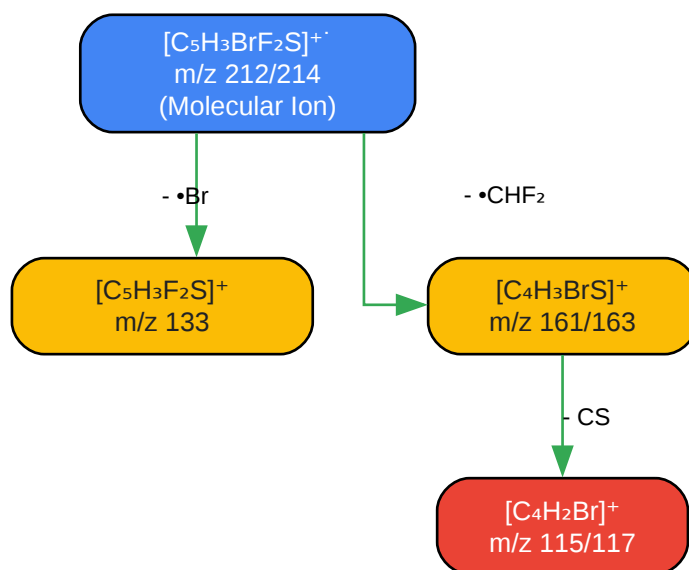 [C₅H₃BrF₂S]⁺˙
m/z 212/214
(Molecular Ion)
- •Br
- •CHF₂
[C₅H₃F₂S]⁺
m/z 133
[C₄H₃BrS]⁺
m/z 161/163
- CS
[C₄H₂Br]⁺
m/z 115/117